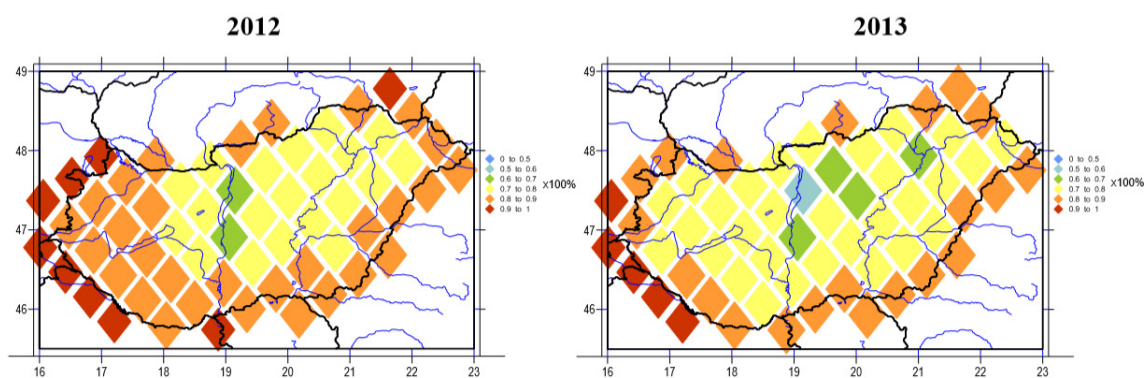 2012
2013
49
48
47
46
16 17 18 19 20 21 22 23
0 to 0.5
0.5 to 0.6
0.6 to 0.7
0.7 to 0.8
0.8 to 0.9
0.9 to 1
x100%
49
48
47
46
16 17 18 19 20 21 22 23
0 to 0.5
0.5 to 0.6
0.6 to 0.7
0.7 to 0.8
0.8 to 0.9
0.9 to 1
x100%